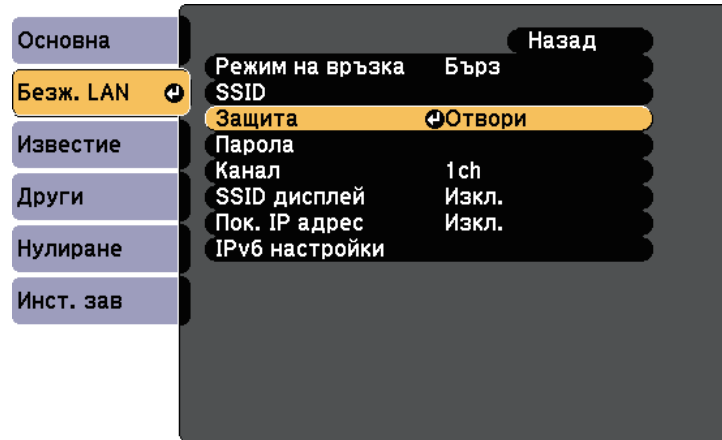 Основна
Безж. LAN
Известие
Други
Нулиране
Инст. зав
Назад
Режим на връзка Бърз
SSID
Защита Отвори
Парола
Канал 1ch
SSID дисплей Изкл.
Пок. IP адрес Изкл.
IPv6 настройки